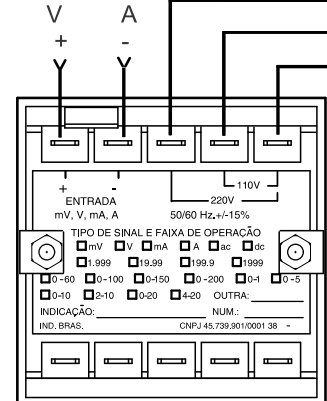 V A
+ -
+ - 110V
ENTRADA 220V
mV, V, mA, A 50/60 Hz.+/-15%
TIPO DE SINAL E FAIXA DE OPERAÇÃO
mV V mA A ac dc
1.999 19.99 199.9 1999
0-60 0-100 0-150 0-200 0-1 0-5
0-10 2-10 0-20 4-20 OUTRA:
INDICAÇÃO: NUM.:
IND. BRAS. CNPJ 45.739.901/0001 38 -